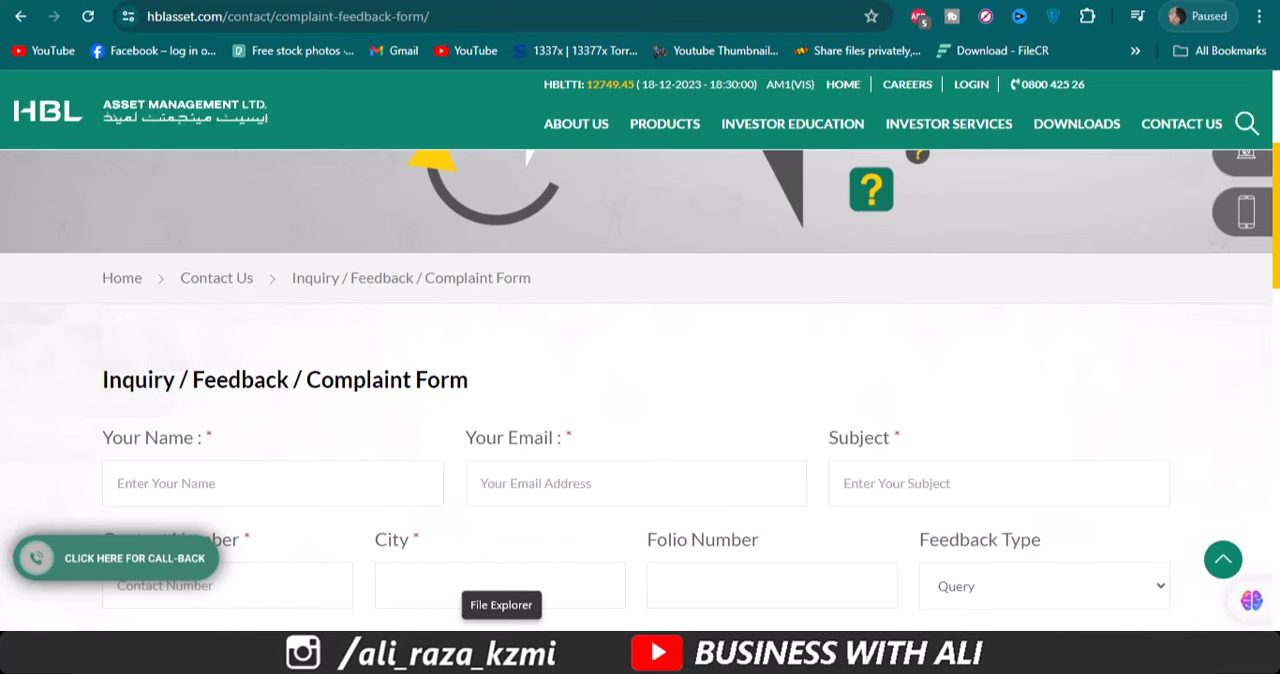 hblasset.com/contact/complaint-feedback-form/
5
Paused
YouTube
Facebook – log in o...
Free stock photos -...
Gmail
YouTube
1337x | 13377x Torr...
Youtube Thumbnail...
Share files privately,...
Download - FileCR
»
All Bookmarks
HBLTTI: 12749.45 ( 18-12-2023 - 18:30:00) AM1(VIS)
HOME
CAREERS
LOGIN
0800 425 26
HBL
ASSET MANAGEMENT LTD.
ایسیٹ مینجمنٹ لمیٹڈ
ABOUT US
PRODUCTS
INVESTOR EDUCATION
INVESTOR SERVICES
DOWNLOADS
CONTACT US
?
?
Home > Contact Us > Inquiry / Feedback / Complaint Form
Inquiry / Feedback / Complaint Form
Your Name : *
Your Email : *
Subject *
Enter Your Name
Your Email Address
Enter Your Subject
ber *
City *
Folio Number
Feedback Type
CLICK HERE FOR CALL-BACK
Contact Number
Query
File Explorer
/ali_raza_kzmi
BUSINESS WITH ALI